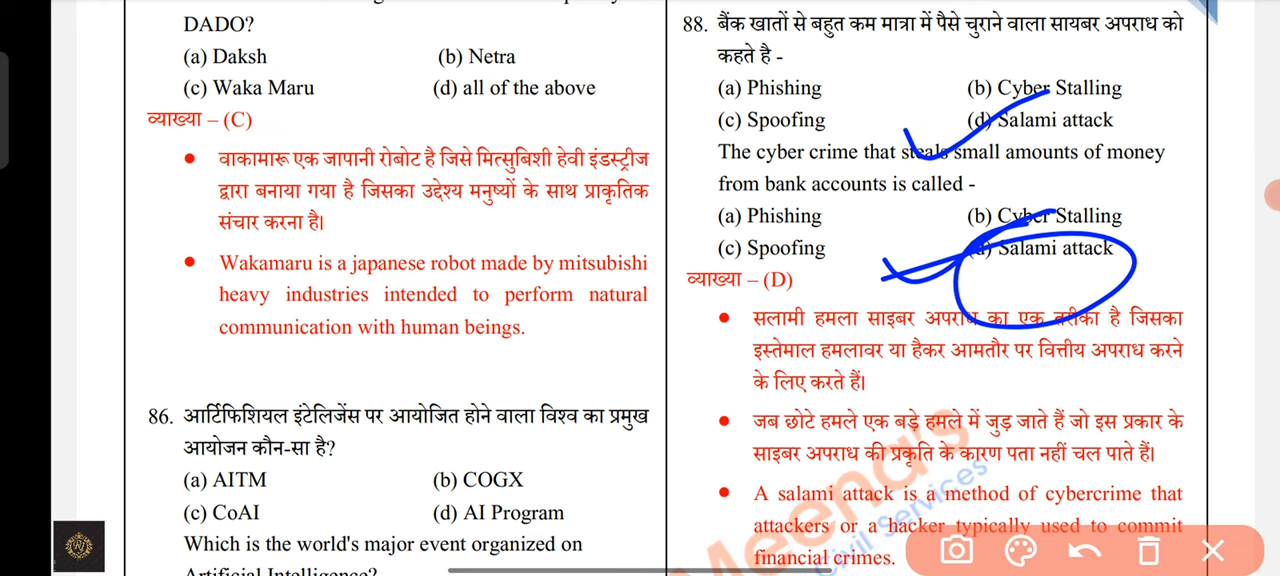 DADO?
(a) Daksh (b) Netra
(c) Waka Maru (d) all of the above
व्याख्या – (C)
● वाकामारू एक जापानी रोबोट है जिसे मित्सुबिशी हेवी इंडस्ट्रीज
द्वारा बनाया गया है जिसका उद्देश्य मनुष्यों के साथ प्राकृतिक
संचार करना है।
● Wakamaru is a japanese robot made by mitsubishi
heavy industries intended to perform natural
communication with human beings.
86. आर्टिफिशियल इंटेलिजेंस पर आयोजित होने वाला विश्व का प्रमुख
आयोजन कौन-सा है?
(a) AITM (b) COGX
(c) CoAI (d) AI Program
Which is the world's major event organized on
Artificial Intelligence?
88. बैंक खातों से बहुत कम मात्रा में पैसे चुराने वाला सायबर अपराध को
कहते है -
(a) Phishing (b) Cyber Stalling
(c) Spoofing (d) Salami attack
The cyber crime that steals small amounts of money
from bank accounts is called -
(a) Phishing (b) Cyber Stalling
(c) Spoofing (d) Salami attack
व्याख्या – (D)
● सलामी हमला साइबर अपराध का एक तरीका है जिसका
इस्तेमाल हमलावर या हैकर आमतौर पर वित्तीय अपराध करने
के लिए करते हैं।
● जब छोटे हमले एक बड़े हमले में जुड़ जाते हैं जो इस प्रकार के
साइबर अपराध की प्रकृति के कारण पता नहीं चल पाते हैं।
● A salami attack is a method of cybercrime that
attackers or a hacker typically used to commit
financial crimes.
Meena's
Civil Services